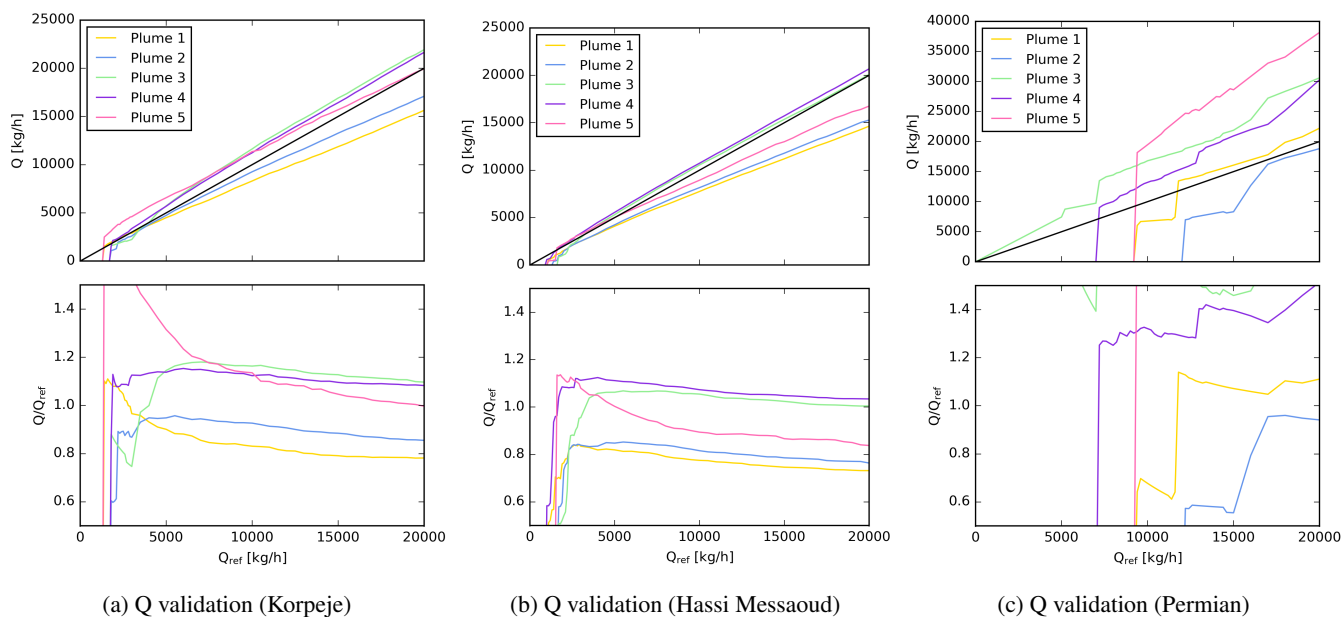 25000
20000
15000
10000
5000
0
Q [kg/h]
Plume 1
Plume 2
Plume 3
Plume 4
Plume 5
1.4
1.2
1.0
0.8
0.6
Q/Qref
0 5000 10000 15000 20000
Qref [kg/h]
(a) Q validation (Korpeje)
25000
20000
15000
10000
5000
0
Q [kg/h]
Plume 1
Plume 2
Plume 3
Plume 4
Plume 5
1.4
1.2
1.0
0.8
0.6
Q/Qref
0 5000 10000 15000 20000
Qref [kg/h]
(b) Q validation (Hassi Messaoud)
40000
35000
30000
25000
20000
15000
10000
5000
0
Q [kg/h]
Plume 1
Plume 2
Plume 3
Plume 4
Plume 5
1.4
1.2
1.0
0.8
0.6
Q/Qref
0 5000 10000 15000 20000
Qref [kg/h]
(c) Q validation (Permian)